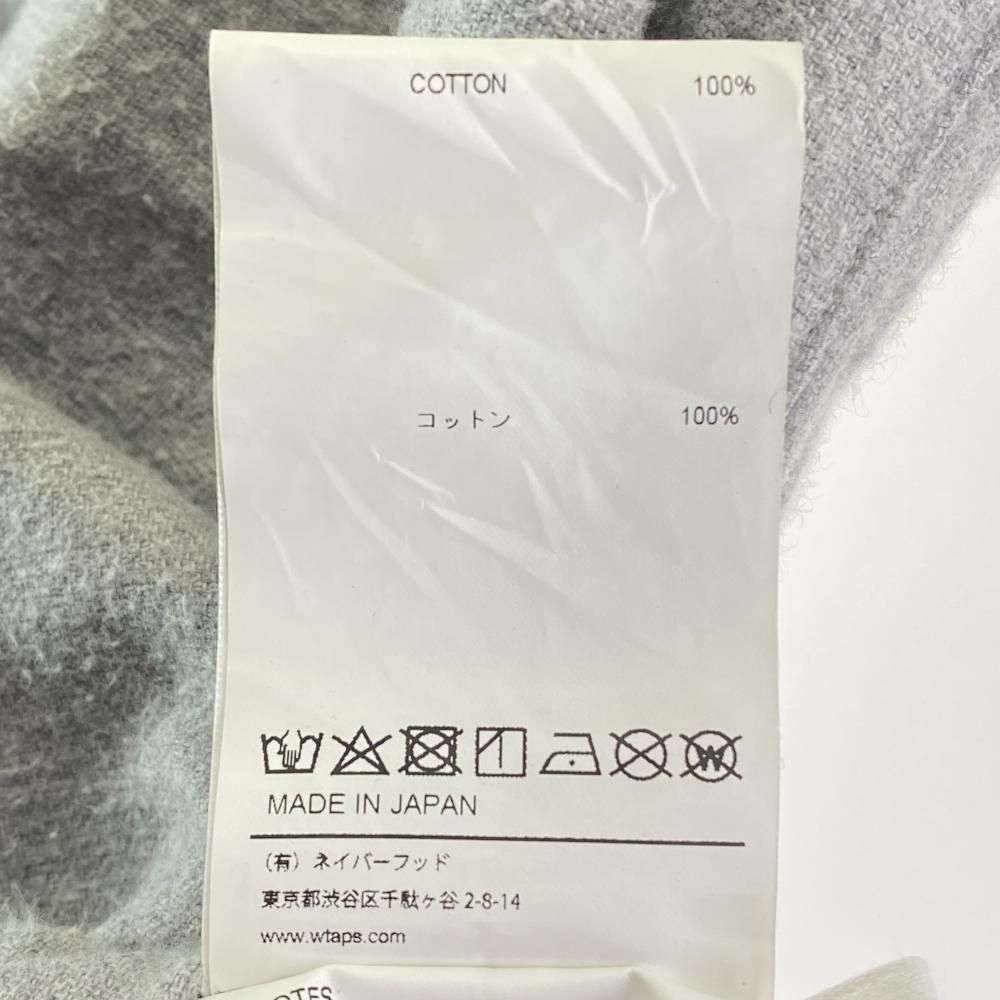 COTTON 100%
コットン 100%
W
MADE IN JAPAN
(有) ネイバーフッド
東京都渋谷区千駄ヶ谷 2-8-14
www.wtaps.com